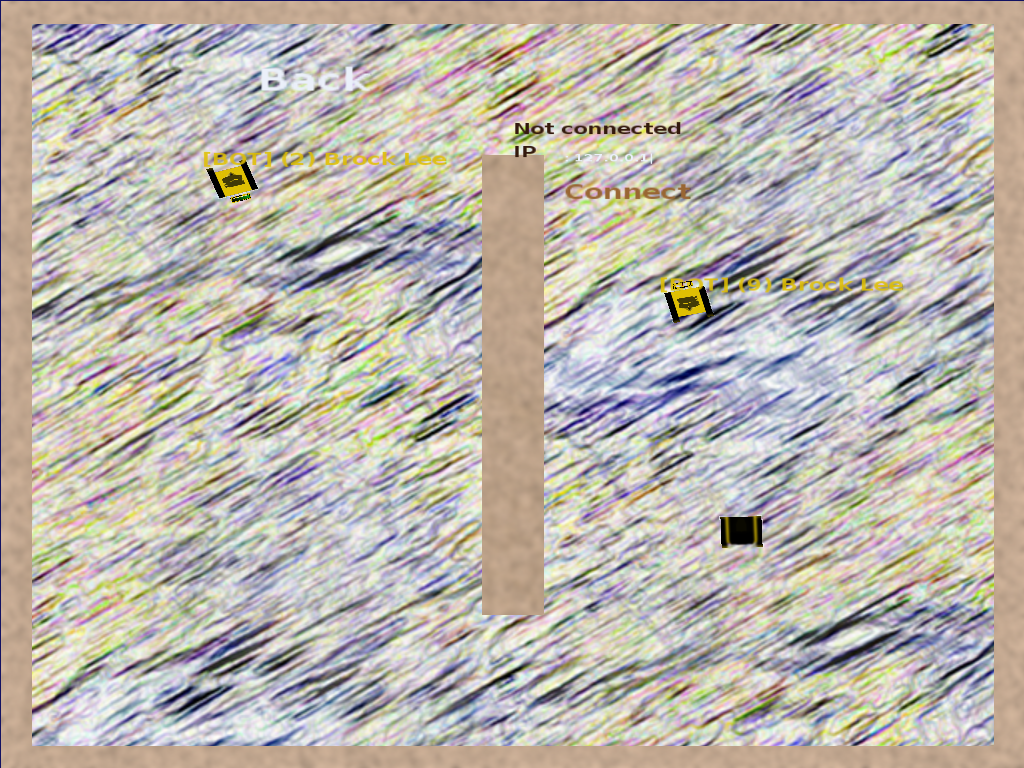 Back
Not connected
IP : 127.0.0.1|
[BOT] (2) Brock Lee
Connect
[BOT] (9) Brock Lee